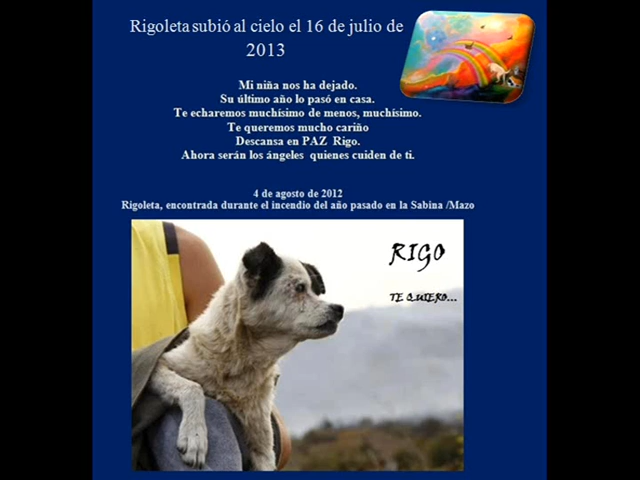 Rigoleta subió al cielo el 16 de julio de
2013
Mi niña nos ha dejado.
Su último año lo pasó en casa.
Te echaremos muchísimo de menos, muchísimo.
Te queremos mucho cariño
Descansa en PAZ  Rigo.
Ahora serán los ángeles  quienes cuiden de ti.
4 de agosto de 2012
Rigoleta, encontrada durante el incendio del año pasado en la Sabina /Mazo
RIGO
TE QUIERO...